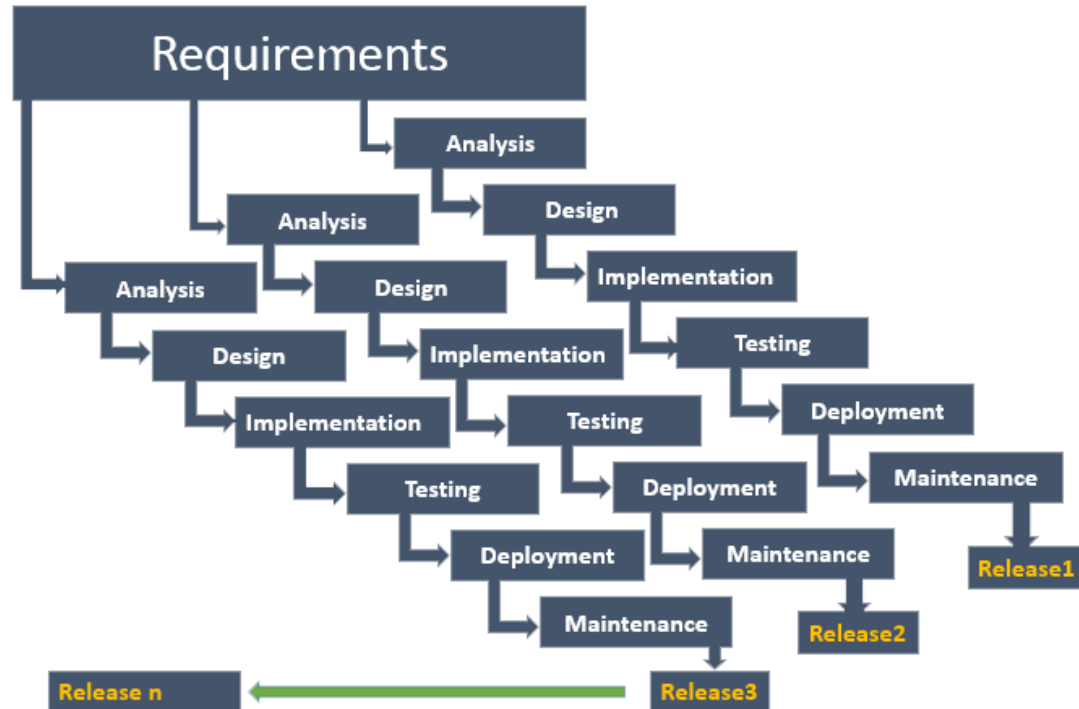 Requirements
Analysis
Design
Implementation
Testing
Deployment
Maintenance
Release1
Analysis
Design
Implementation
Testing
Deployment
Maintenance
Release2
Analysis
Design
Implementation
Testing
Deployment
Maintenance
Release3
Release n